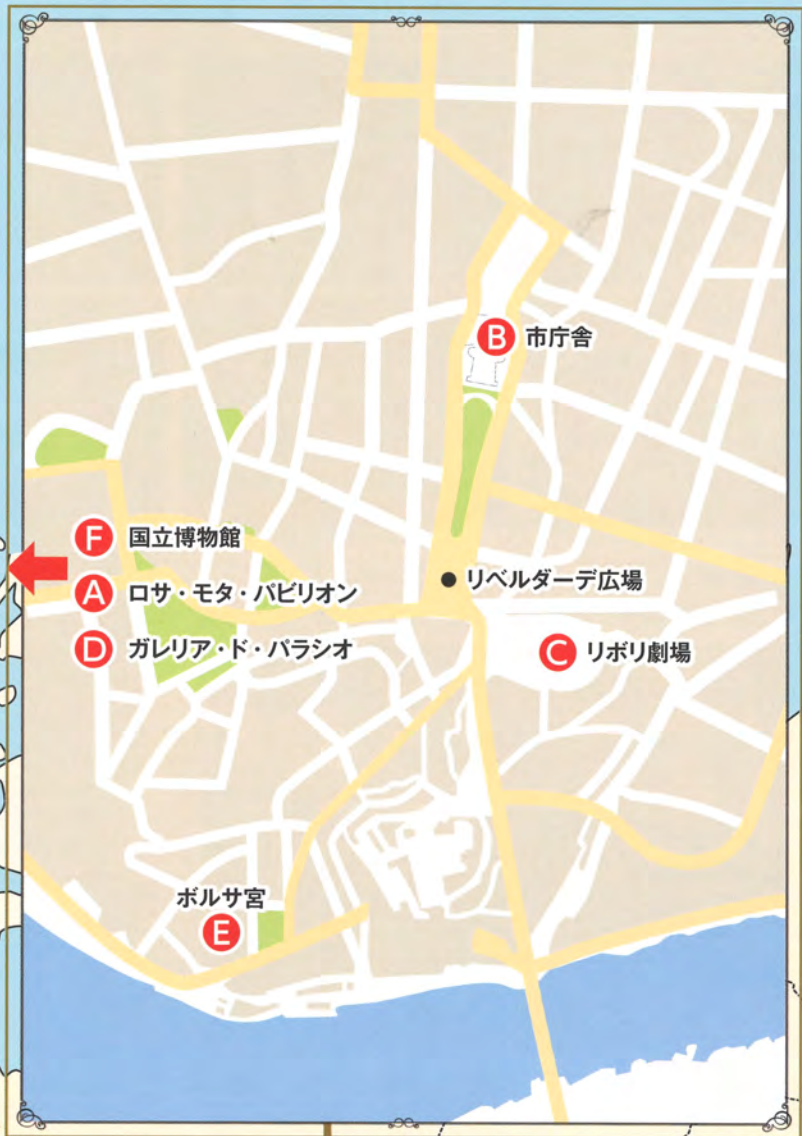 B 市庁舎
F 国立博物館
A ロサ・モタ・パビリオン
D ガレリア・ド・パラシオ
リベルダーデ広場
C リボリ劇場
ボルサ宮
E